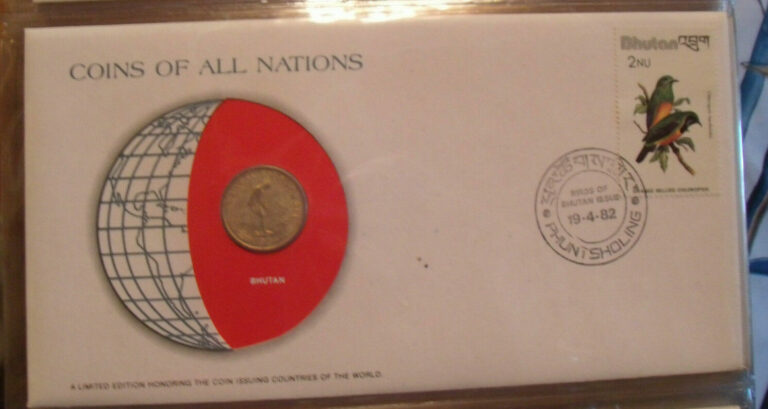 COINS OF ALL NATIONS
Bhutan འབྲུག
2NU
BIRDS OF
BHUTAN ISSUE
19-4-82
PHUNTSHOLING
BHUTAN
A LIMITED EDITION HONORING THE COIN ISSUING COUNTRIES OF THE WORLD.